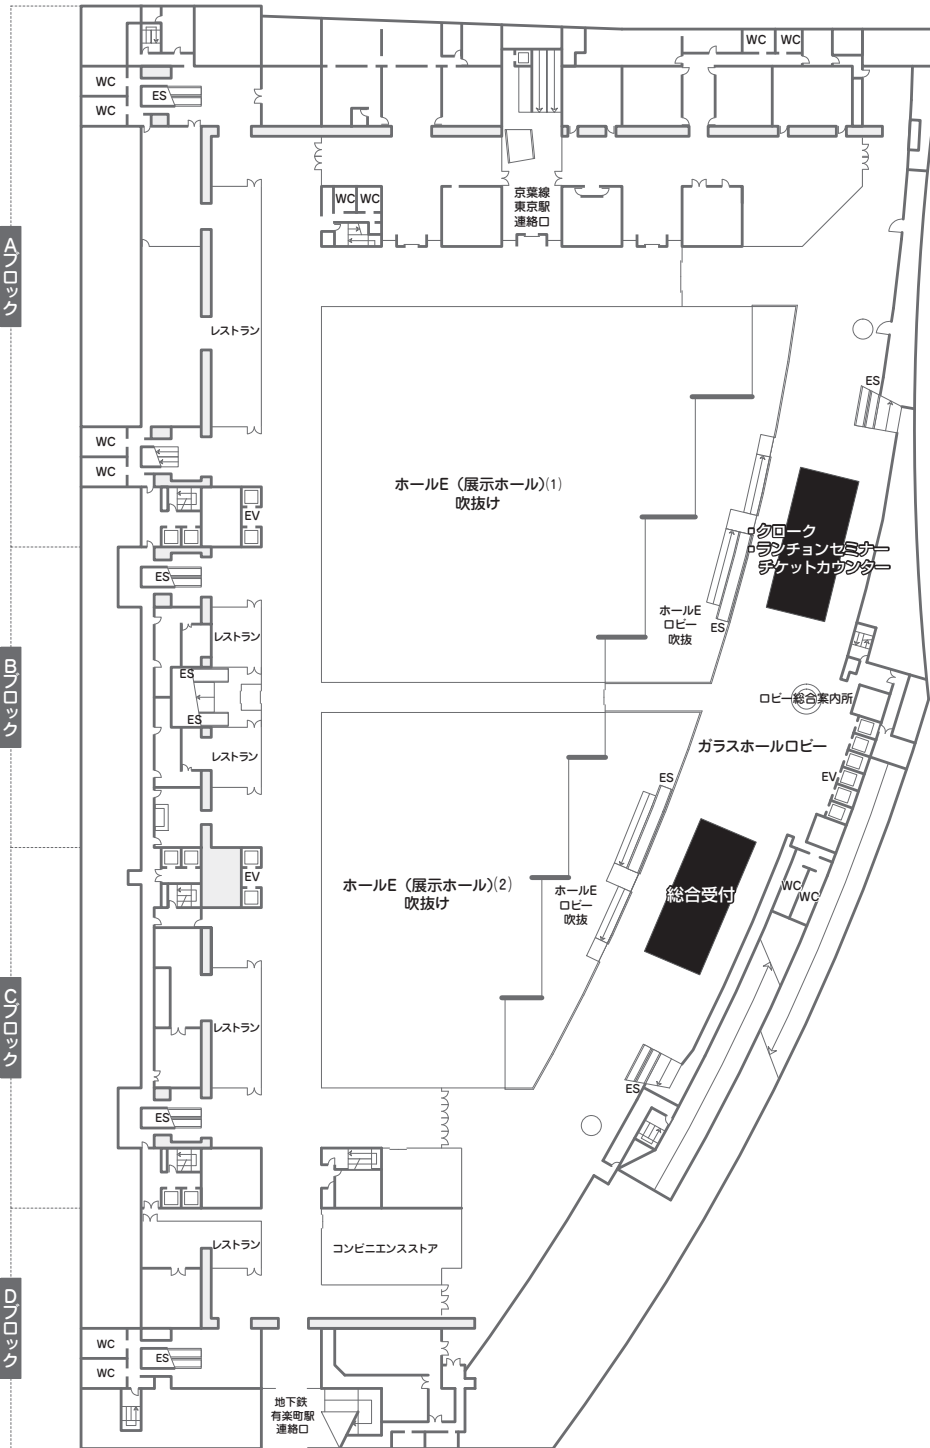 WC
WC
WC
ES
WC
京葉線
東京駅
連絡口
WC
WC
Aブロック
レストラン
ES
WC
WC
EV
ホールE（展示ホール）(1)
吹抜け
・クローク
・ランチョンセミナー
チケットカウンター
ES
ホールE
ロビー
吹抜
ES
レストラン
Bブロック
ES
ES
ロビー総合案内所
レストラン
ガラスホールロビー
EV
ES
EV
ホールE（展示ホール）(2)
吹抜け
ホールE
ロビー
吹抜
総合受付
WC
WC
Cブロック
レストラン
ES
ES
レストラン
コンビニエンスストア
Dブロック
WC
ES
WC
地下鉄
有楽町駅
連絡口